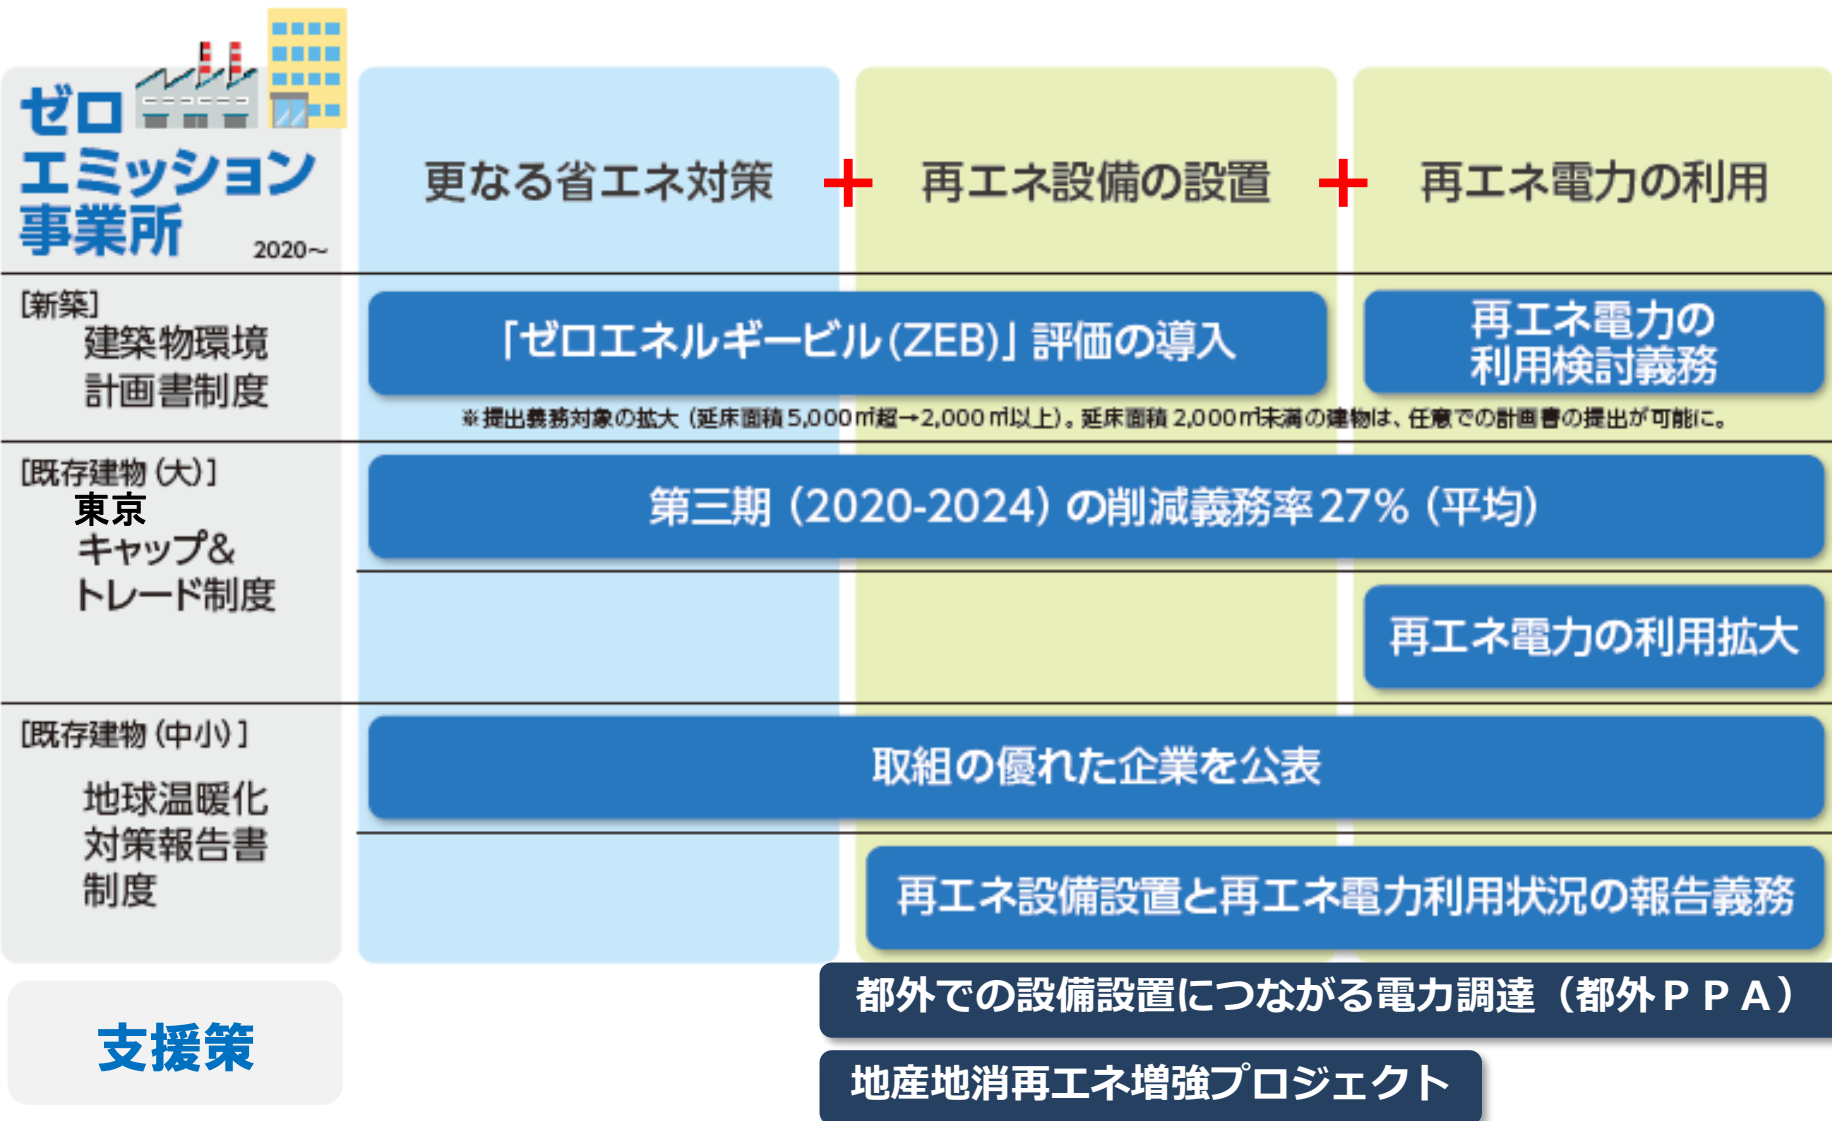 ゼロ
エミッション
事業所
2020～
更なる省エネ対策
+
再エネ設備の設置
+
再エネ電力の利用
[新築]
建築物環境
計画書制度
「ゼロエネルギービル(ZEB)」評価の導入
再エネ電力の
利用検討義務
※提出義務対象の拡大（延床面積5,000㎡超→2,000㎡以上）。延床面積2,000㎡未満の建物は、任意での計画書の提出が可能に。
[既存建物（大）]
東京
キャップ&
トレード制度
第三期（2020-2024）の削減義務率27%（平均）
再エネ電力の利用拡大
[既存建物（中小）]
地球温暖化
対策報告書
制度
取組の優れた企業を公表
再エネ設備設置と再エネ電力利用状況の報告義務
支援策
都外での設備設置につながる電力調達（都外ＰＰＡ）
地産地消再エネ増強プロジェクト